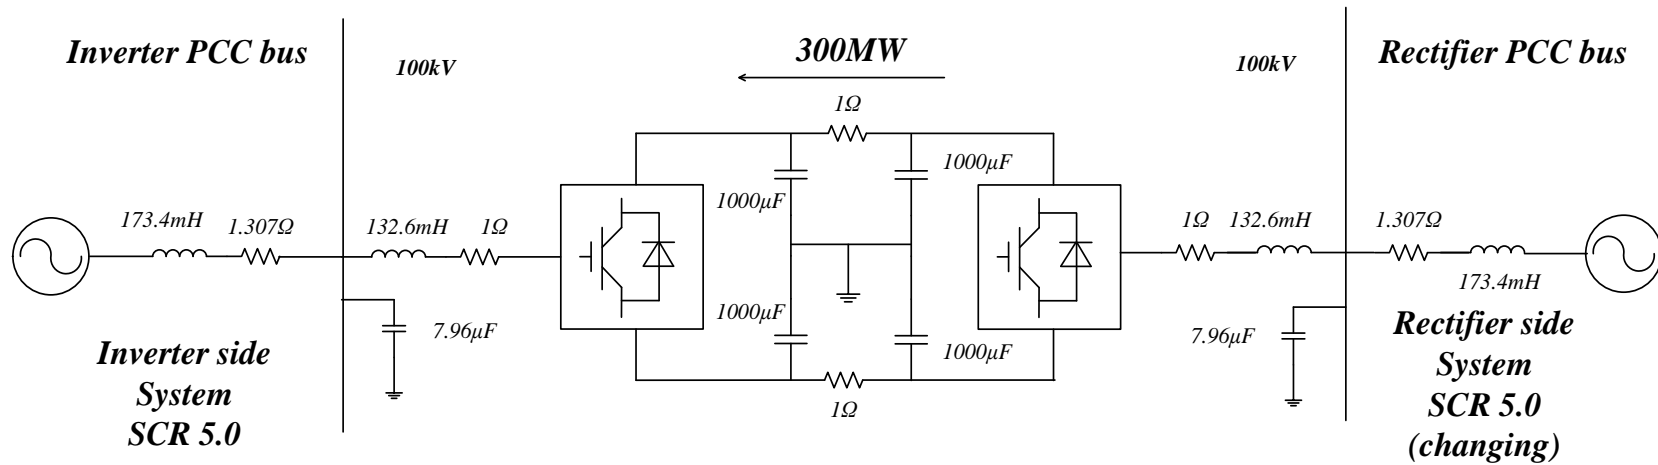 Inverter PCC bus
100kV
300MW
100kV
Rectifier PCC bus
1Ω
1000μF
1000μF
173.4mH
1.307Ω
132.6mH
1Ω
1Ω
132.6mH
1.307Ω
173.4mH
1000μF
1000μF
7.96μF
7.96μF
1Ω
Inverter side
System
SCR 5.0
Rectifier side
System
SCR 5.0
(changing)